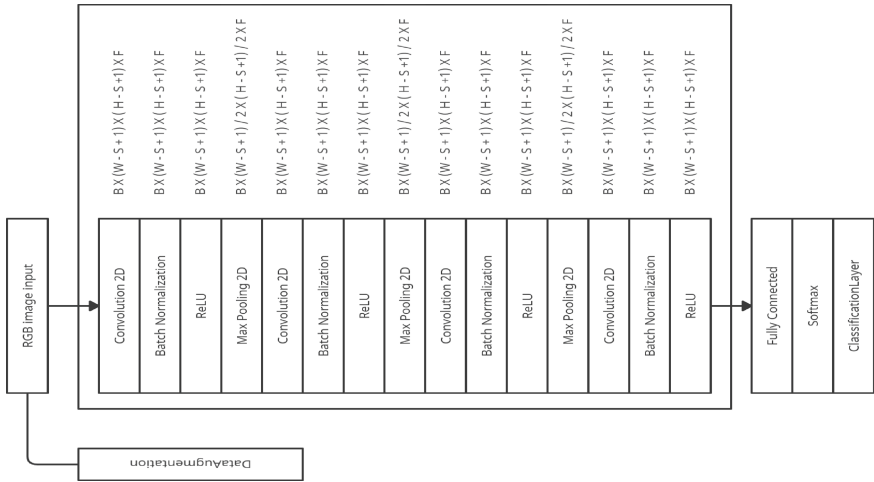 RGB Image Input
B X (W - S + 1) X ( H - S + 1) X F
B X (W - S + 1) X ( H - S + 1) X F
B X (W - S + 1) X ( H - S + 1) X F
B X (W - S + 1) / 2 X ( H - S + 1) / 2 X F
B X (W - S + 1) X ( H - S + 1) X F
B X (W - S + 1) X ( H - S + 1) X F
B X (W - S + 1) X ( H - S + 1) X F
B X (W - S + 1) / 2 X ( H - S + 1) / 2 X F
B X (W - S + 1) X ( H - S + 1) X F
B X (W - S + 1) X ( H - S + 1) X F
B X (W - S + 1) X ( H - S + 1) X F
B X (W - S + 1) / 2 X ( H - S + 1) / 2 X F
B X (W - S + 1) X ( H - S + 1) X F
B X (W - S + 1) X ( H - S + 1) X F
B X (W - S + 1) X ( H - S + 1) X F
Convolution 2D
Batch Normalization
ReLU
Max Pooling 2D
Convolution 2D
Batch Normalization
ReLU
Max Pooling 2D
Convolution 2D
Batch Normalization
ReLU
Max Pooling 2D
Convolution 2D
Batch Normalization
ReLU
Fully Connected
Softmax
ClassificationLayer
DataAugmentation